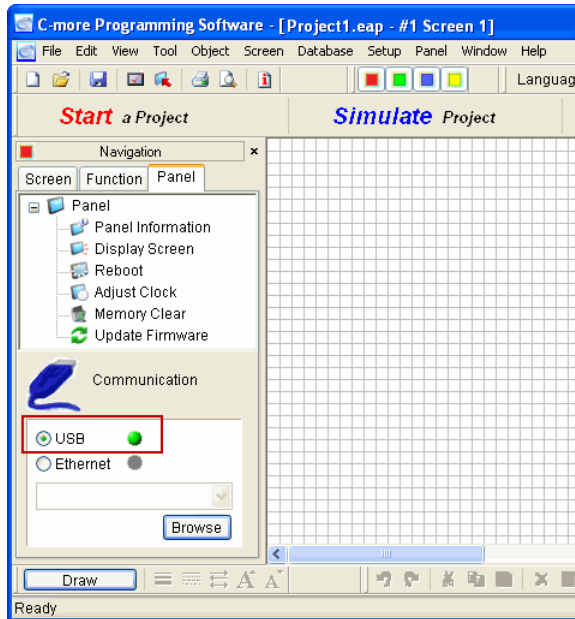 C-more Programming Software - [Project1.eap - #1 Screen 1]
File Edit View Tool Object Screen Database Setup Panel Window Help
Languag
Start a Project Simulate Project
Navigation ×
Screen Function Panel
Panel
Panel Information
Display Screen
Reboot
Adjust Clock
Memory Clear
Update Firmware
Communication
USB
Ethernet
Browse
Draw A A
Ready